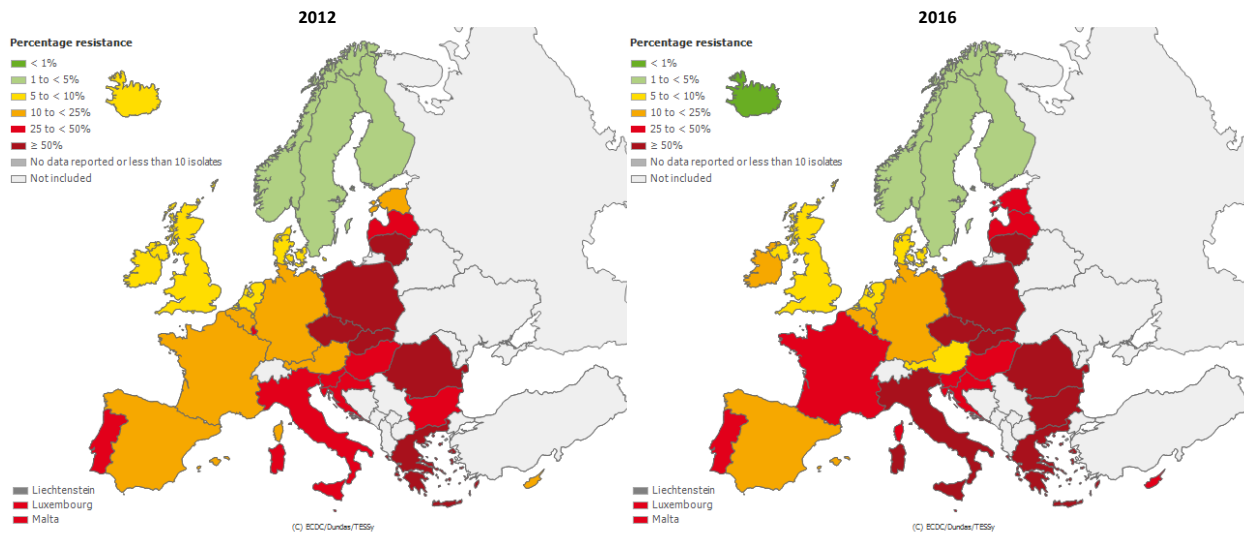 2012
Percentage resistance
< 1%
1 to < 5%
5 to < 10%
10 to < 25%
25 to < 50%
≥ 50%
No data reported or less than 10 isolates
Not included
Liechtenstein
Luxembourg
Malta
(C) ECDC/Dundas/TESSy
2016
Percentage resistance
< 1%
1 to < 5%
5 to < 10%
10 to < 25%
25 to < 50%
≥ 50%
No data reported or less than 10 isolates
Not included
Liechtenstein
Luxembourg
Malta
(C) ECDC/Dundas/TESSy